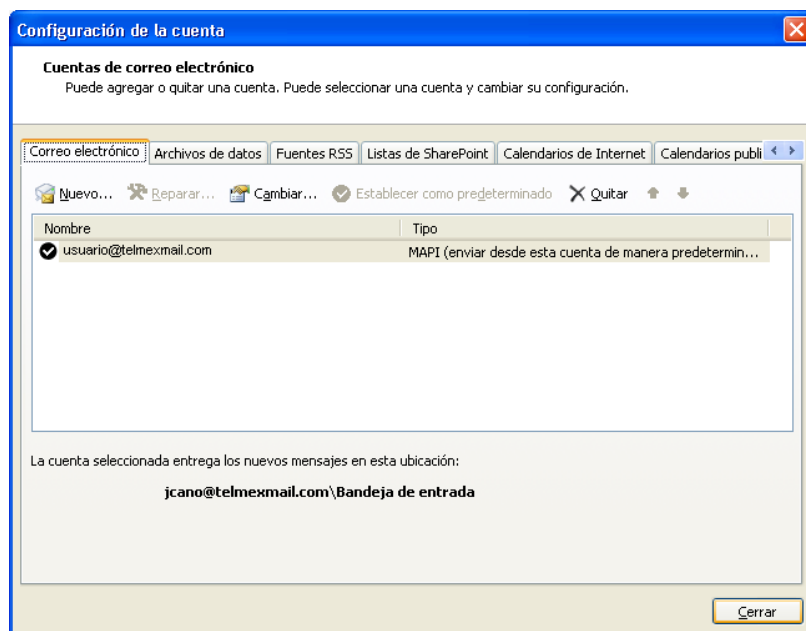 Configuración de la cuenta
Cuentas de correo electrónico
Puede agregar o quitar una cuenta. Puede seleccionar una cuenta y cambiar su configuración.
Correo electrónico Archivos de datos Fuentes RSS Listas de SharePoint Calendarios de Internet Calendarios publi
Nuevo... Reparar... Cambiar... Establecer como predeterminado Quitar
Nombre Tipo
usuario@telmexmail.com MAPI (enviar desde esta cuenta de manera predetermin...
La cuenta seleccionada entrega los nuevos mensajes en esta ubicación:
jcano@telmexmail.com\Bandeja de entrada
Cerrar